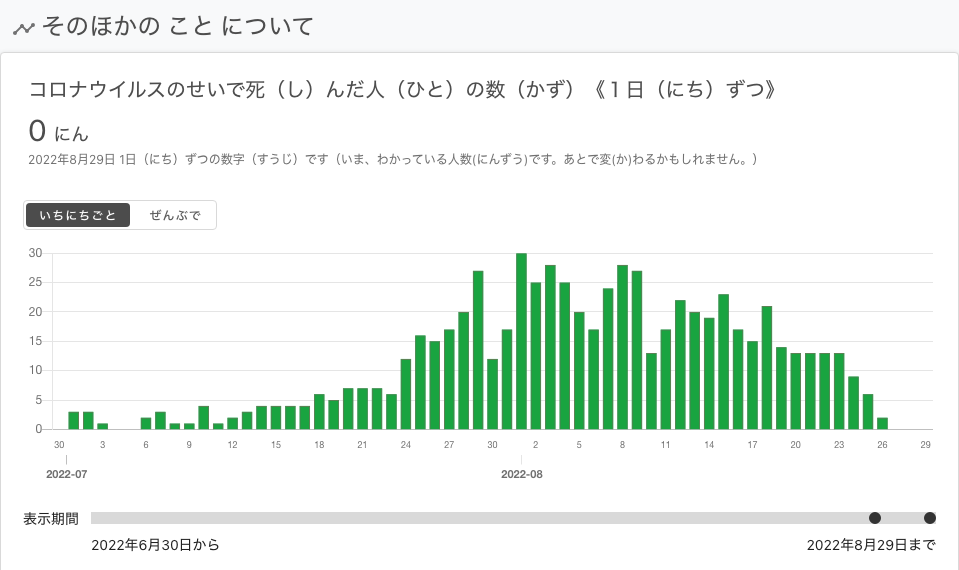 そのほかの こと について
コロナウイルスのせいで死（し）んだ人（ひと）の数（かず）《１日（にち）ずつ》
0 にん
2022年8月29日 1日（にち）ずつの数字（すうじ）です（いま、わかっている人数(にんずう)です。あとで変(か)わるかもしれません。）
いちにちごと ぜんぶで
30
25
20
15
10
5
0
30 3 6 9 12 15 18 21 24 27 30 2 5 8 11 14 17 20 23 26 29
2022-07 2022-08
表示期間
2022年6月30日から 2022年8月29日まで